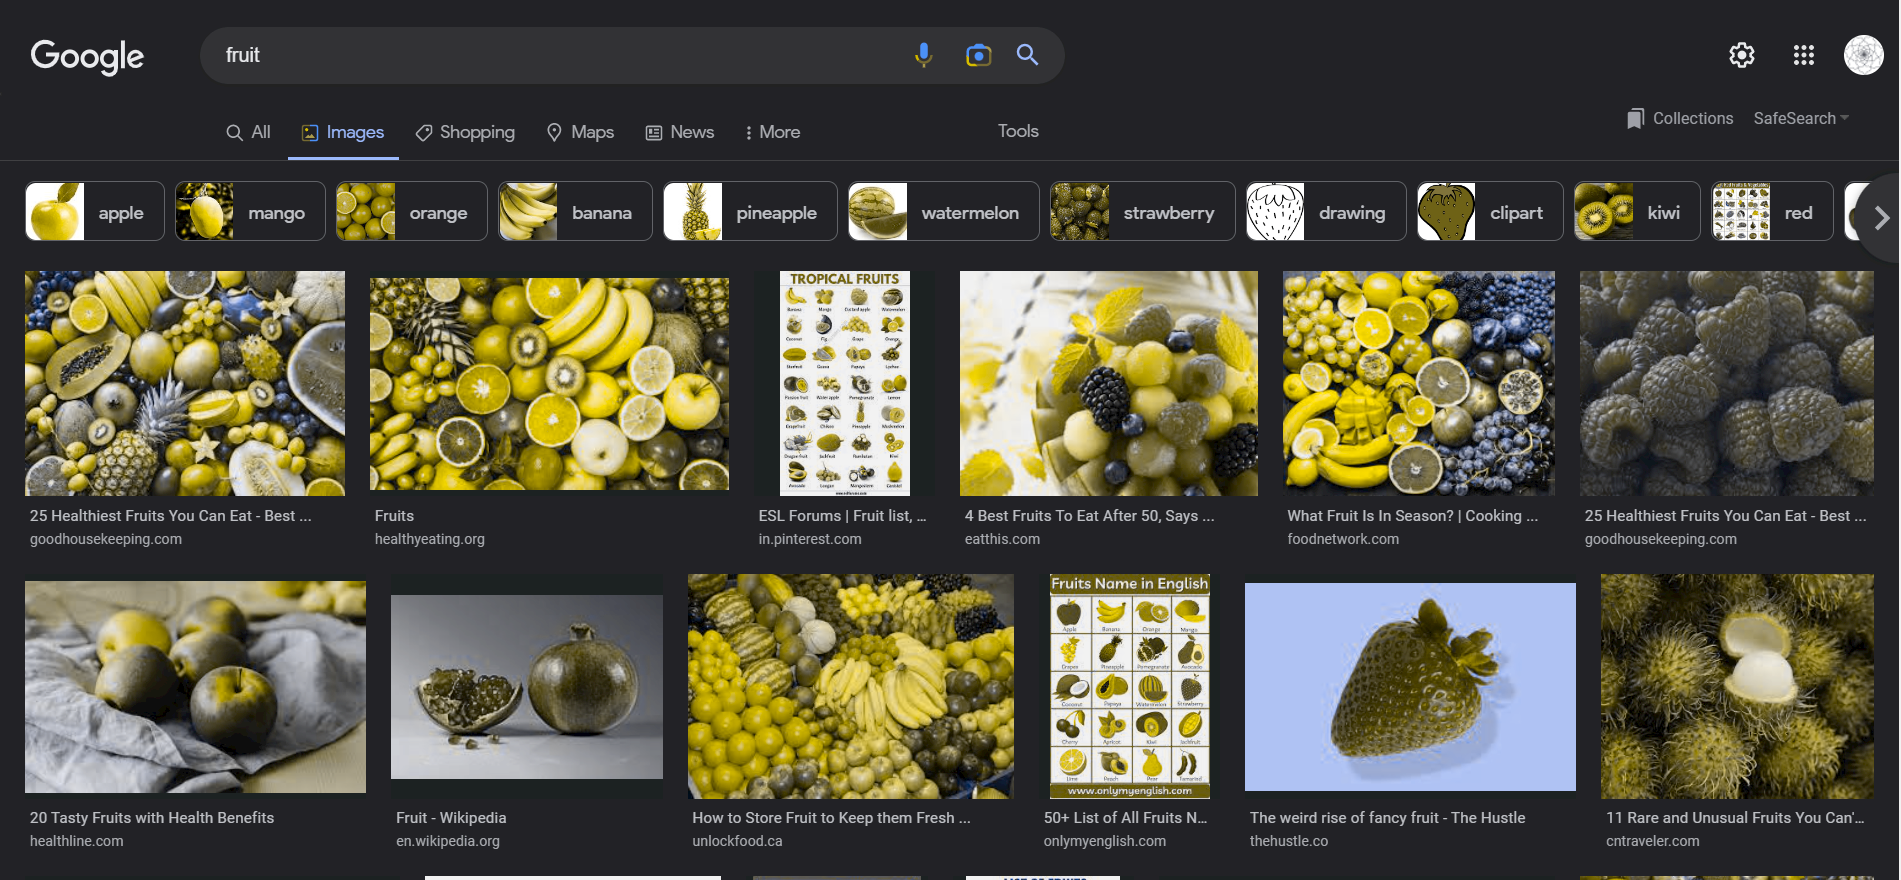 Google
fruit
All
Images
Shopping
Maps
News
More
Tools
Collections
SafeSearch
apple
mango
orange
banana
pineapple
watermelon
strawberry
drawing
clipart
kiwi
red
TROPICAL FRUITS
Fruits Name in English
www.onlymyenglish.com
25 Healthiest Fruits You Can Eat - Best ...
goodhousekeeping.com
Fruits
healthyeating.org
ESL Forums | Fruit list, ...
in.pinterest.com
4 Best Fruits To Eat After 50, Says ...
eatthis.com
What Fruit Is In Season? | Cooking ...
foodnetwork.com
25 Healthiest Fruits You Can Eat - Best ...
goodhousekeeping.com
20 Tasty Fruits with Health Benefits
healthline.com
Fruit - Wikipedia
en.wikipedia.org
How to Store Fruit to Keep them Fresh ...
unlockfood.ca
50+ List of All Fruits N...
onlymyenglish.com
The weird rise of fancy fruit - The Hustle
thehustle.co
11 Rare and Unusual Fruits You Can'...
cntraveler.com